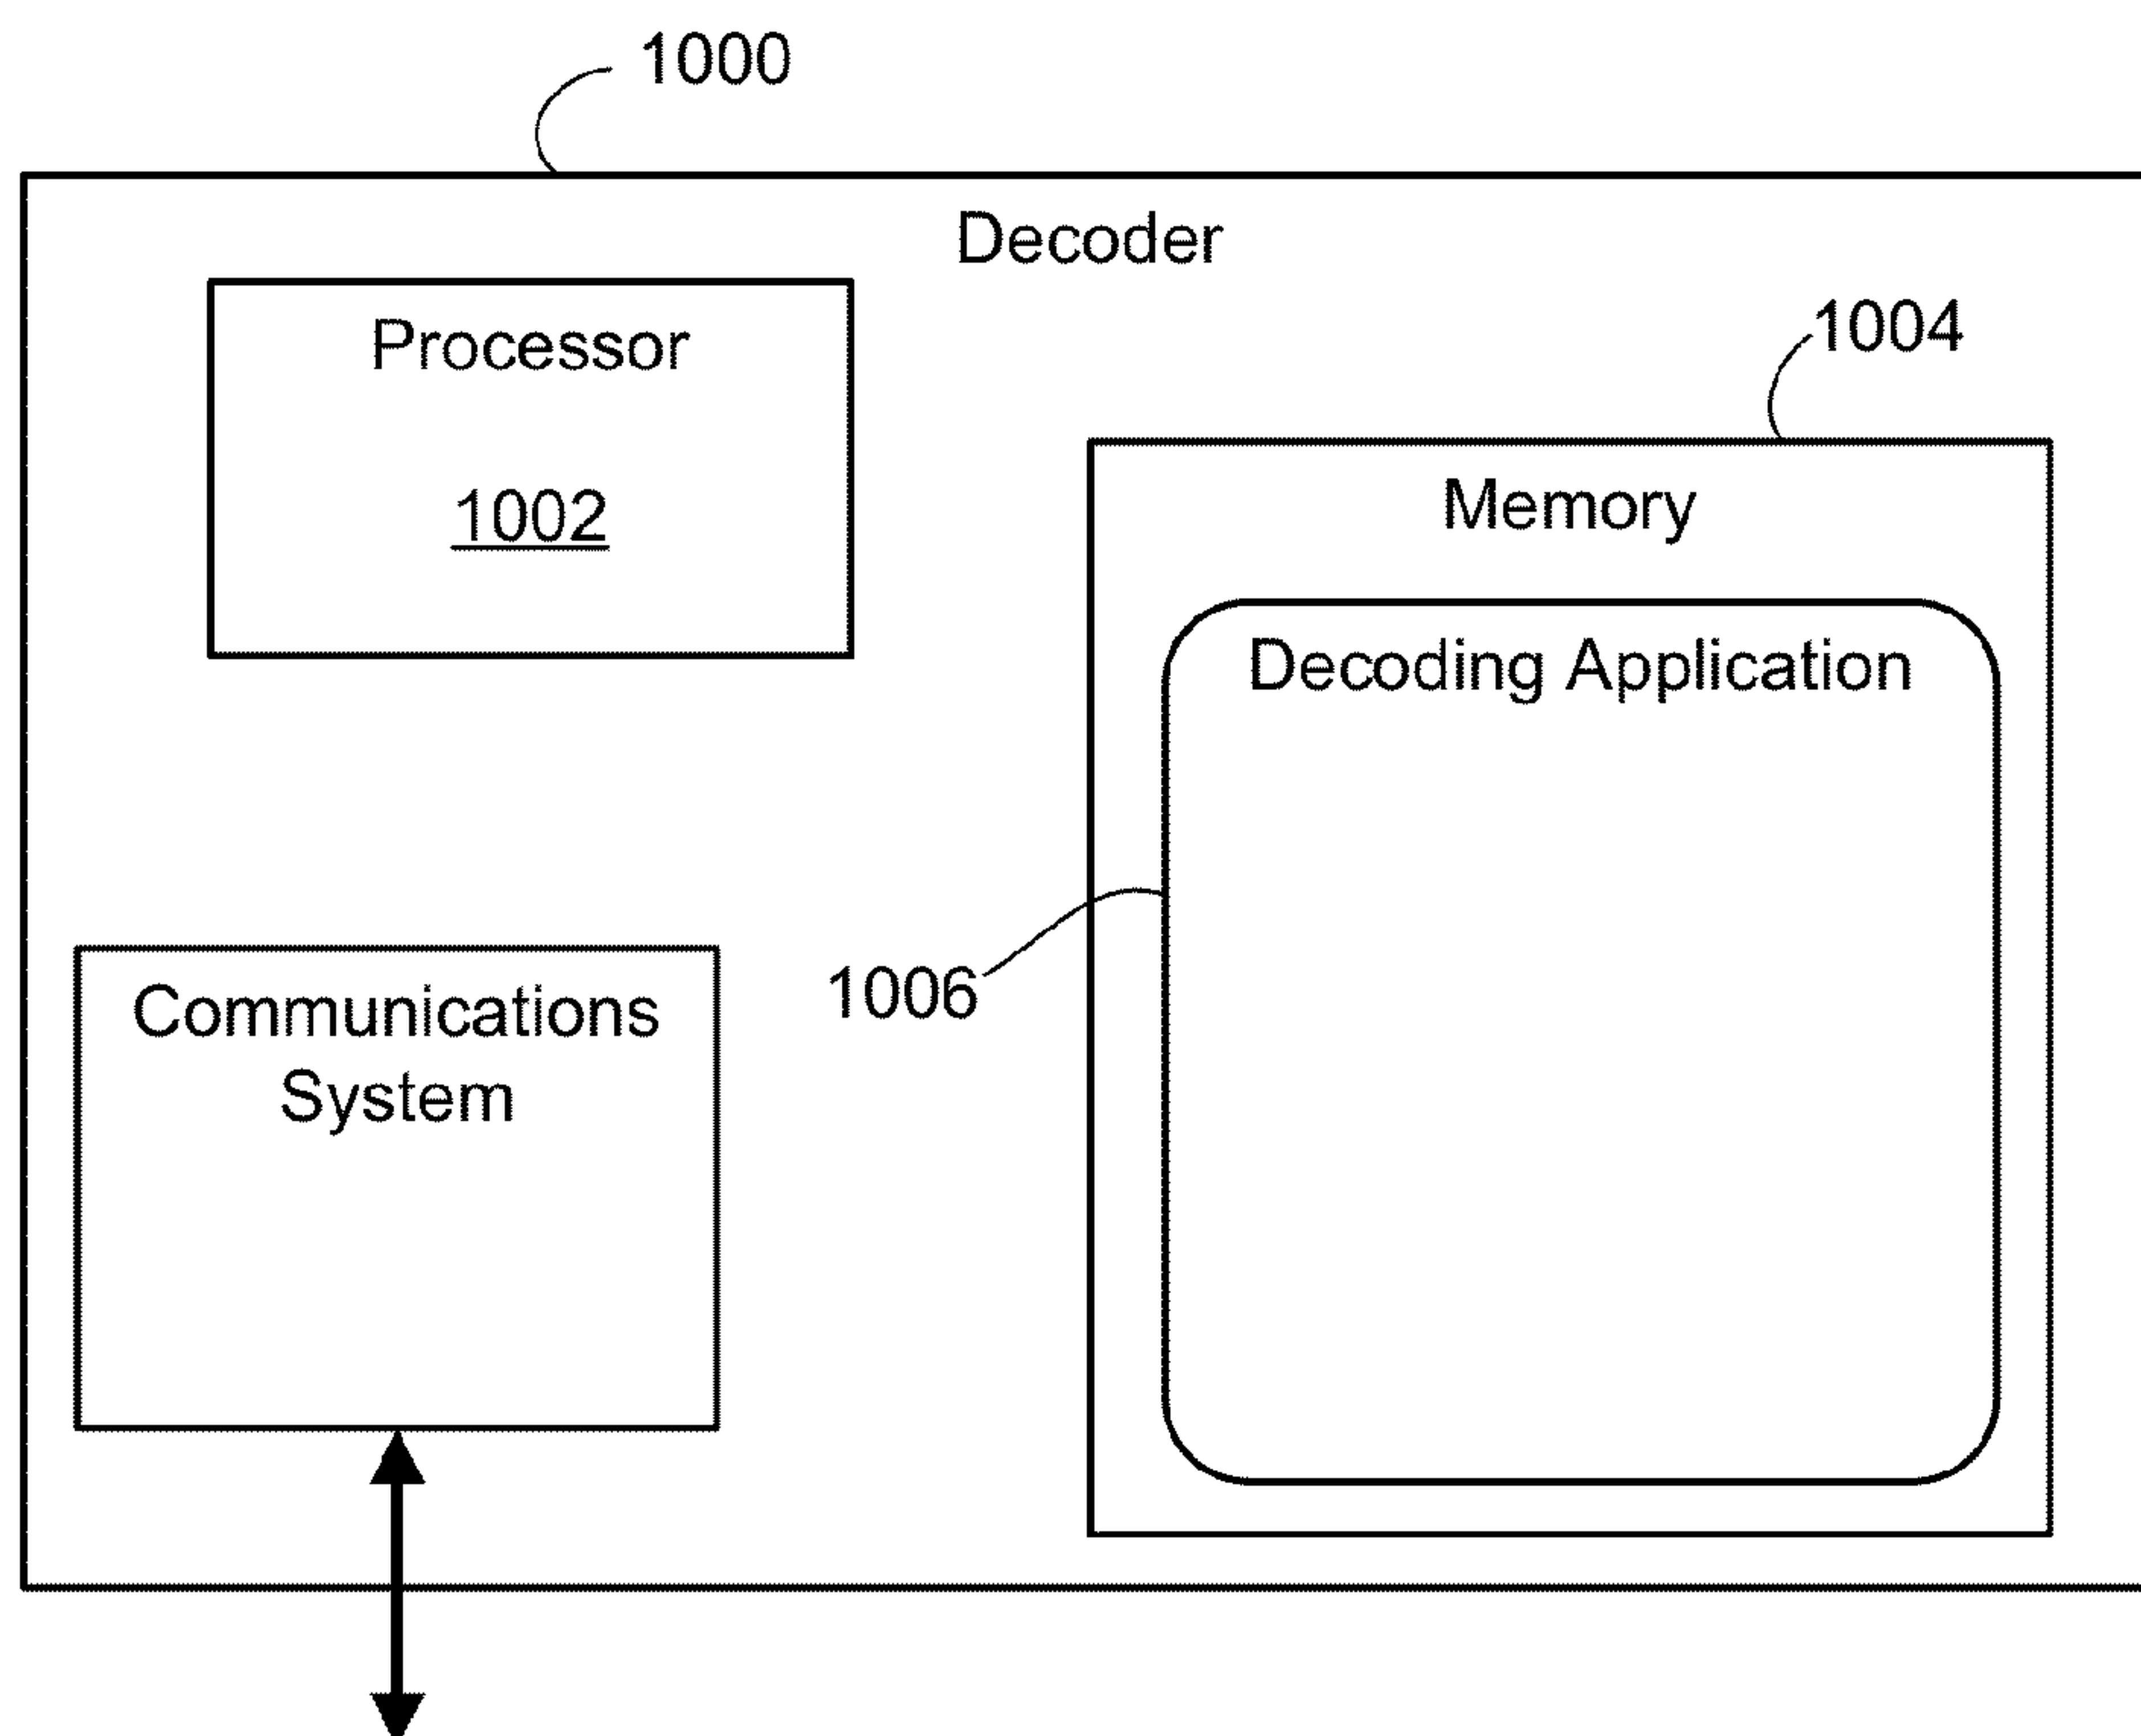 1000
Decoder
Processor
1002
1004
Memory
Decoding Application
1006
Communications
System